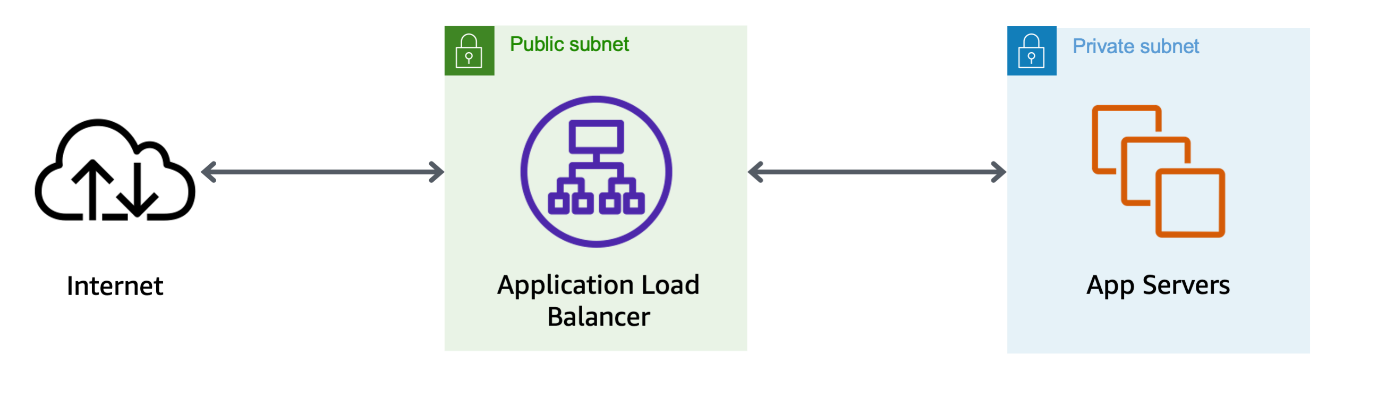 Public subnet
Private subnet
Internet
Application Load
Balancer
App Servers